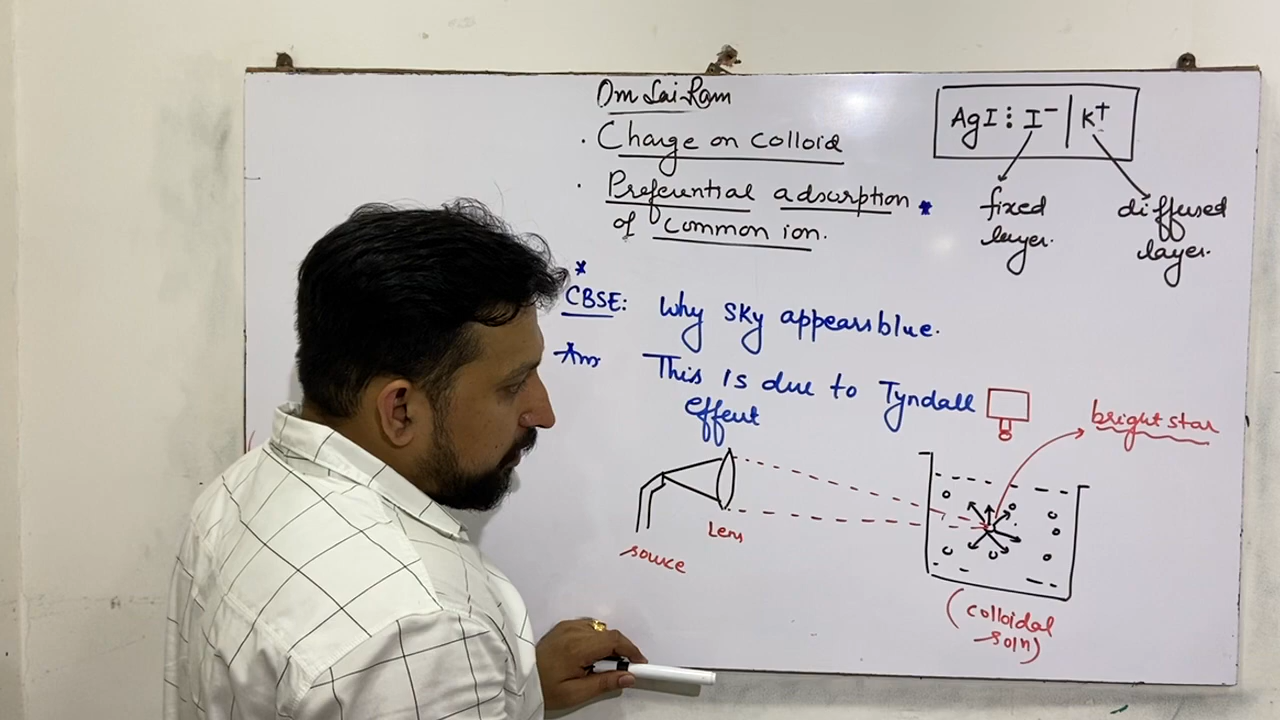 Om Sai Ram
· Charge on Colloid
· Preferential adsorption *
of Common ion.
AgI ⋮ I⁻ | K⁺
fixed layer.
diffused layer.
*
CBSE: Why Sky appears blue.
Ans This is due to Tyndall
effect
bright star
Lens
source
(colloidal
soln)